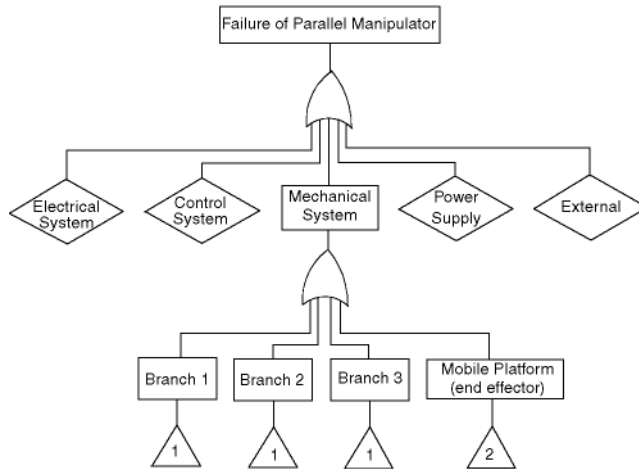 Failure of Parallel Manipulator
Electrical
System
Control
System
Mechanical
System
Power
Supply
External
Branch 1
Branch 2
Branch 3
Mobile Platform
(end effector)
1
1
1
2